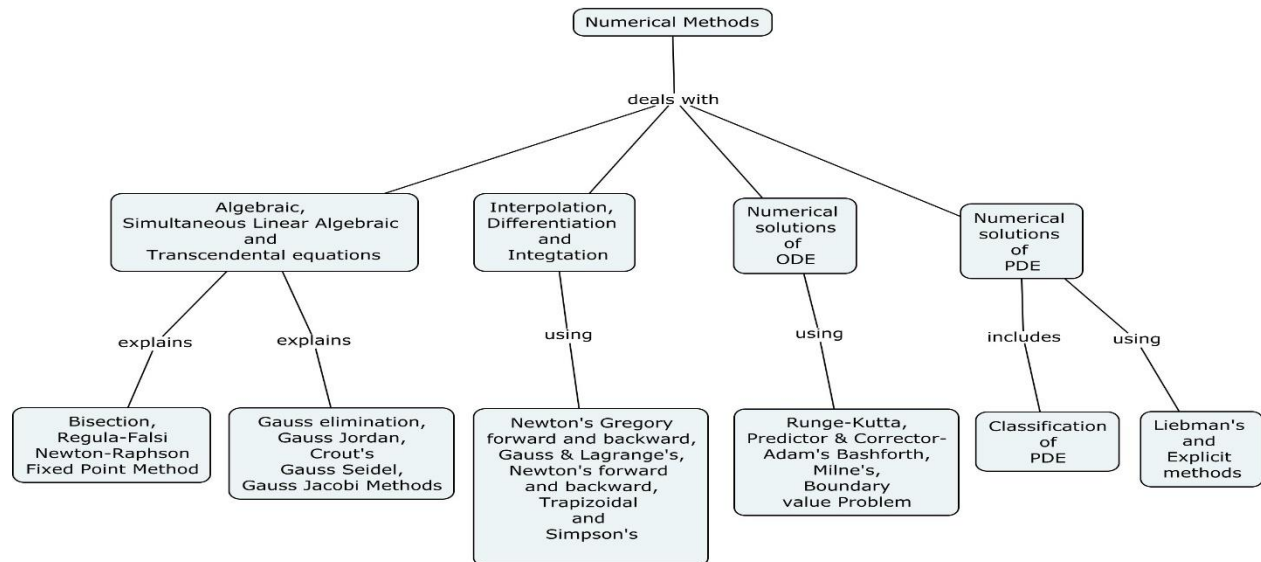 Numerical Methods
deals with
Algebraic,
Simultaneous Linear Algebraic
and
Transcendental equations
Interpolation,
Differentiation
and
Integtation
Numerical
solutions
of
ODE
Numerical
solutions
of
PDE
explains
explains
using
using
includes
using
Bisection,
Regula-Falsi
Newton-Raphson
Fixed Point Method
Gauss elimination,
Gauss Jordan,
Crout's
Gauss Seidel,
Gauss Jacobi Methods
Newton's Gregory
forward and backward,
Gauss & Lagrange's,
Newton's forward
and backward,
Trapizoidal
and
Simpson's
Runge-Kutta,
Predictor & Corrector-
Adam's Bashforth,
Milne's,
Boundary
value Problem
Classification
of
PDE
Liebman's
and
Explicit
methods